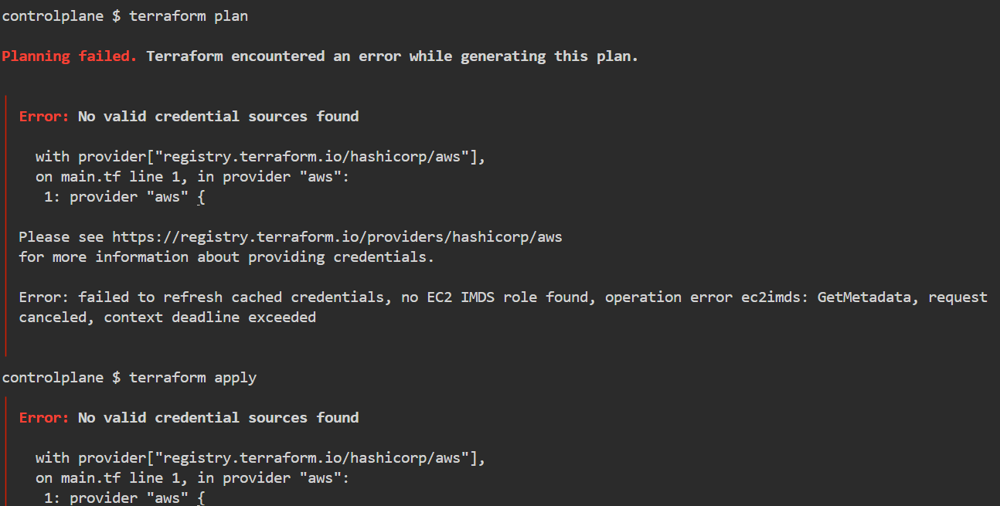 controlplane $ terraform plan
Planning failed. Terraform encountered an error while generating this plan.
Error: No valid credential sources found
with provider["registry.terraform.io/hashicorp/aws"],
on main.tf line 1, in provider "aws":
1: provider "aws" {
Please see https://registry.terraform.io/providers/hashicorp/aws
for more information about providing credentials.
Error: failed to refresh cached credentials, no EC2 IMDS role found, operation error ec2imds: GetMetadata, request
canceled, context deadline exceeded
controlplane $ terraform apply
Error: No valid credential sources found
with provider["registry.terraform.io/hashicorp/aws"],
on main.tf line 1, in provider "aws":
1: provider "aws" {